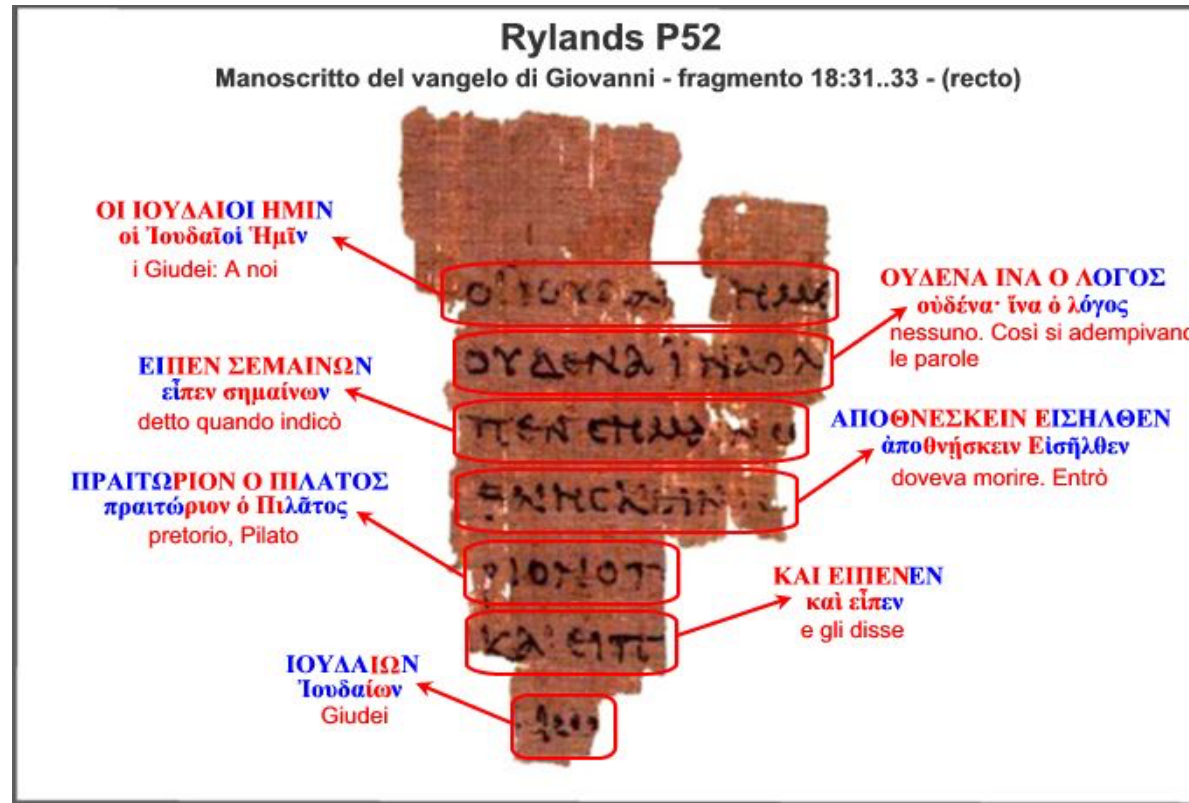 Rylands P52
Manoscritto del vangelo di Giovanni - fragmento 18:31..33 - (recto)
ΟΙ ΙΟΥΔΑΙΟΙ ΗΜΙΝ
οἱ Ἰουδαῖοἱ Ἡμῖν
i Giudei: A noi
ΟΥΔΕΝΑ ΙΝΑ Ο ΛΟΓΟΣ
οὐδένα· ἵνα ὁ λόγος
nessuno. Così si adempivano
le parole
ΕΙΠΕΝ ΣΕΜΑΙΝΩΝ
εἶπεν σημαίνων
detto quando indicò
ΑΠΟΘΝΕΣΚΕΙΝ ΕΙΣΗΛΘΕΝ
ἀποθνῄσκειν Εἰσῆλθεν
doveva morire. Entrò
ΠΡΑΙΤΩΡΙΟΝ Ο ΠΙΛΑΤΟΣ
πραιτώριον ὁ Πιλᾶτος
pretorio, Pilato
ΚΑΙ ΕΙΠΕΝΕΝ
καὶ εἶπεν
e gli disse
ΙΟΥΔΑΙΩΝ
Ἰουδαίων
Giudei